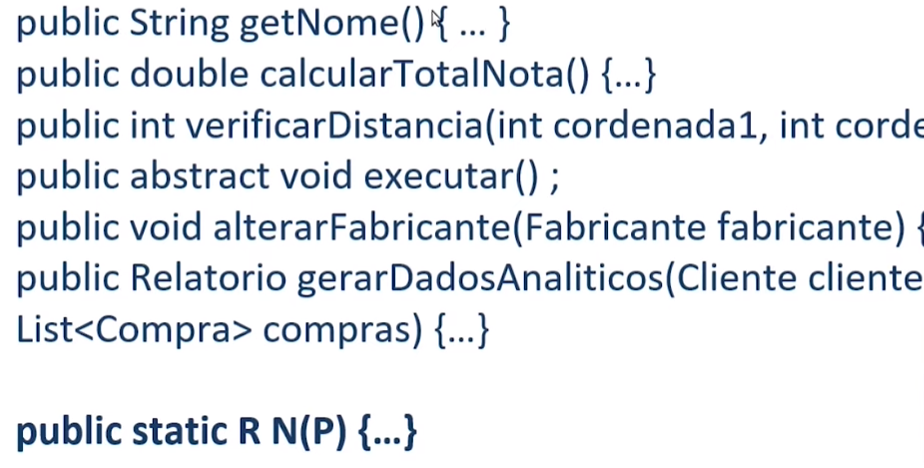 public String getNome() { ... }
public double calcularTotalNota() {...}
public int verificarDistancia(int cordenada1, int corde
public abstract void executar() ;
public void alterarFabricante(Fabricante fabricante) {
public Relatorio gerarDadosAnaliticos(Cliente cliente
List<Compra> compras) {...}
public static R N(P) {...}